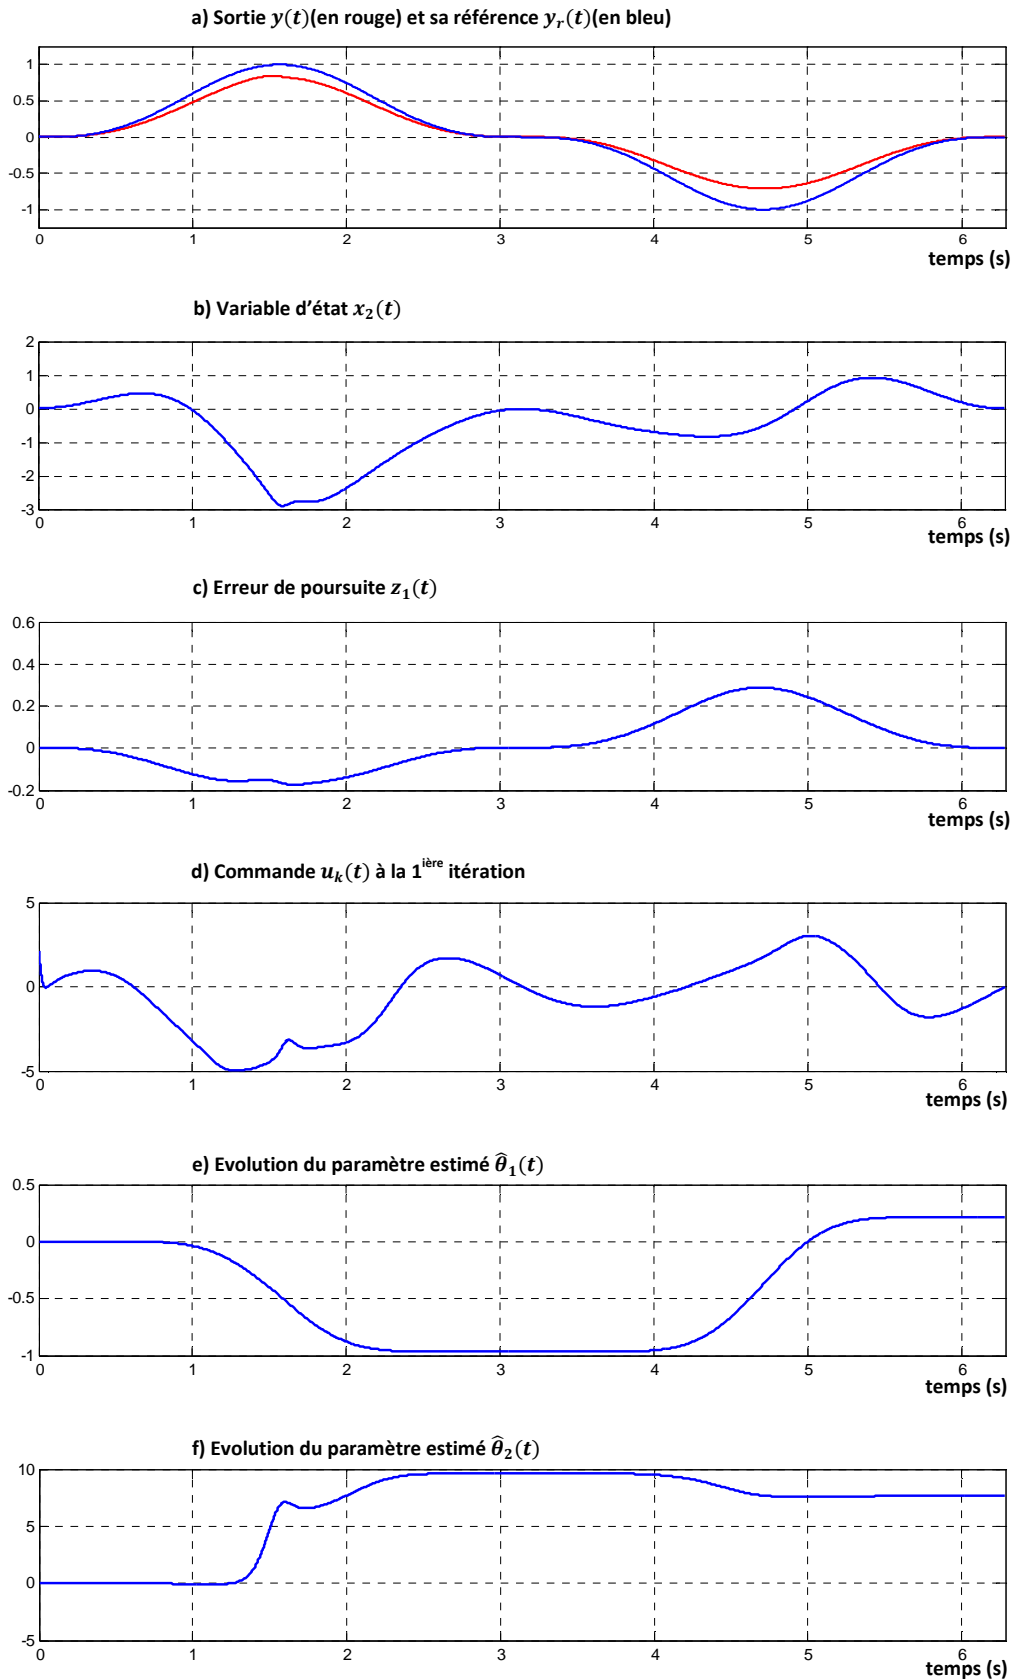 a) Sortie y(t)(en rouge) et sa référence y_r(t)(en bleu)
1
0.5
0
-0.5
-1
0 1 2 3 4 5 6
temps (s)
b) Variable d’état x_2(t)
2
1
0
-1
-2
-3
0 1 2 3 4 5 6
temps (s)
c) Erreur de poursuite z_1(t)
0.6
0.4
0.2
0
-0.2
0 1 2 3 4 5 6
temps (s)
d) Commande u_k(t) à la 1ière itération
5
0
-5
0 1 2 3 4 5 6
temps (s)
e) Evolution du paramètre estimé θ̂_1(t)
0.5
0
-0.5
-1
0 1 2 3 4 5 6
temps (s)
f) Evolution du paramètre estimé θ̂_2(t)
10
5
0
-5
0 1 2 3 4 5 6
temps (s)